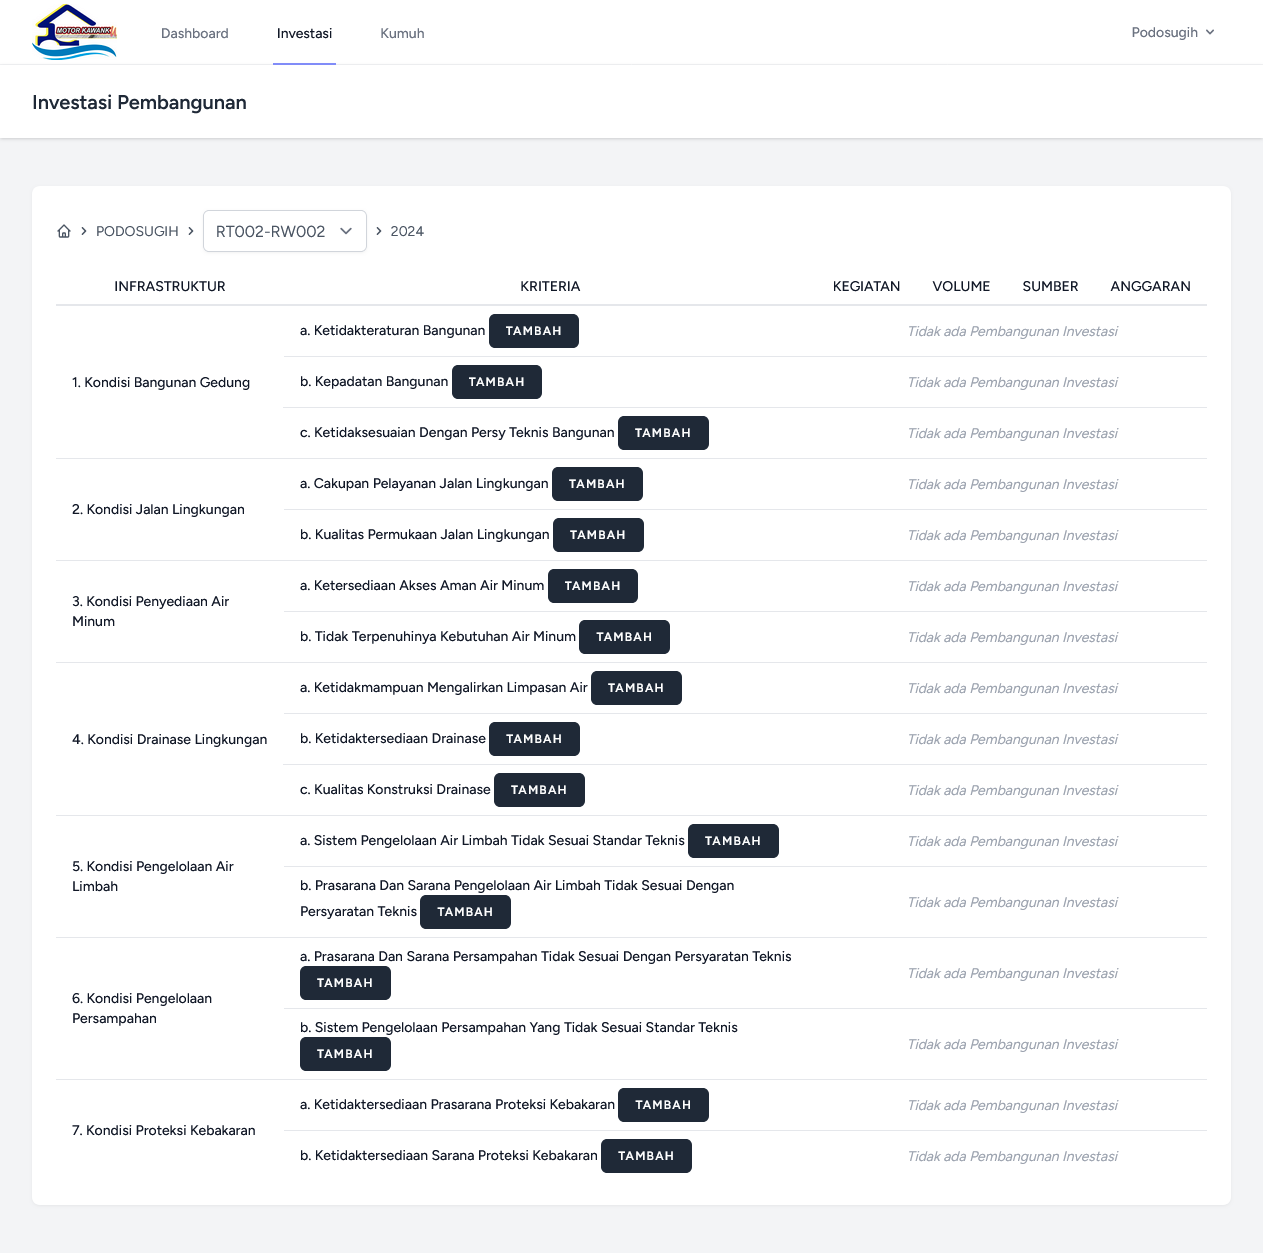 MOTOR KAWANK
Dashboard
Investasi
Kumuh
Podosugih
Investasi Pembangunan
PODOSUGIH
RT002-RW002
2024
INFRASTRUKTUR KRITERIA KEGIATAN VOLUME SUMBER ANGGARAN
1. Kondisi Bangunan Gedung
a. Ketidakteraturan Bangunan TAMBAH Tidak ada Pembangunan Investasi
b. Kepadatan Bangunan TAMBAH Tidak ada Pembangunan Investasi
c. Ketidaksesuaian Dengan Persy Teknis Bangunan TAMBAH Tidak ada Pembangunan Investasi
2. Kondisi Jalan Lingkungan
a. Cakupan Pelayanan Jalan Lingkungan TAMBAH Tidak ada Pembangunan Investasi
b. Kualitas Permukaan Jalan Lingkungan TAMBAH Tidak ada Pembangunan Investasi
3. Kondisi Penyediaan Air
Minum
a. Ketersediaan Akses Aman Air Minum TAMBAH Tidak ada Pembangunan Investasi
b. Tidak Terpenuhinya Kebutuhan Air Minum TAMBAH Tidak ada Pembangunan Investasi
4. Kondisi Drainase Lingkungan
a. Ketidakmampuan Mengalirkan Limpasan Air TAMBAH Tidak ada Pembangunan Investasi
b. Ketidaktersediaan Drainase TAMBAH Tidak ada Pembangunan Investasi
c. Kualitas Konstruksi Drainase TAMBAH Tidak ada Pembangunan Investasi
5. Kondisi Pengelolaan Air
Limbah
a. Sistem Pengelolaan Air Limbah Tidak Sesuai Standar Teknis TAMBAH Tidak ada Pembangunan Investasi
b. Prasarana Dan Sarana Pengelolaan Air Limbah Tidak Sesuai Dengan
Persyaratan Teknis TAMBAH Tidak ada Pembangunan Investasi
6. Kondisi Pengelolaan
Persampahan
a. Prasarana Dan Sarana Persampahan Tidak Sesuai Dengan Persyaratan Teknis
TAMBAH Tidak ada Pembangunan Investasi
b. Sistem Pengelolaan Persampahan Yang Tidak Sesuai Standar Teknis
TAMBAH Tidak ada Pembangunan Investasi
7. Kondisi Proteksi Kebakaran
a. Ketidaktersediaan Prasarana Proteksi Kebakaran TAMBAH Tidak ada Pembangunan Investasi
b. Ketidaktersediaan Sarana Proteksi Kebakaran TAMBAH Tidak ada Pembangunan Investasi